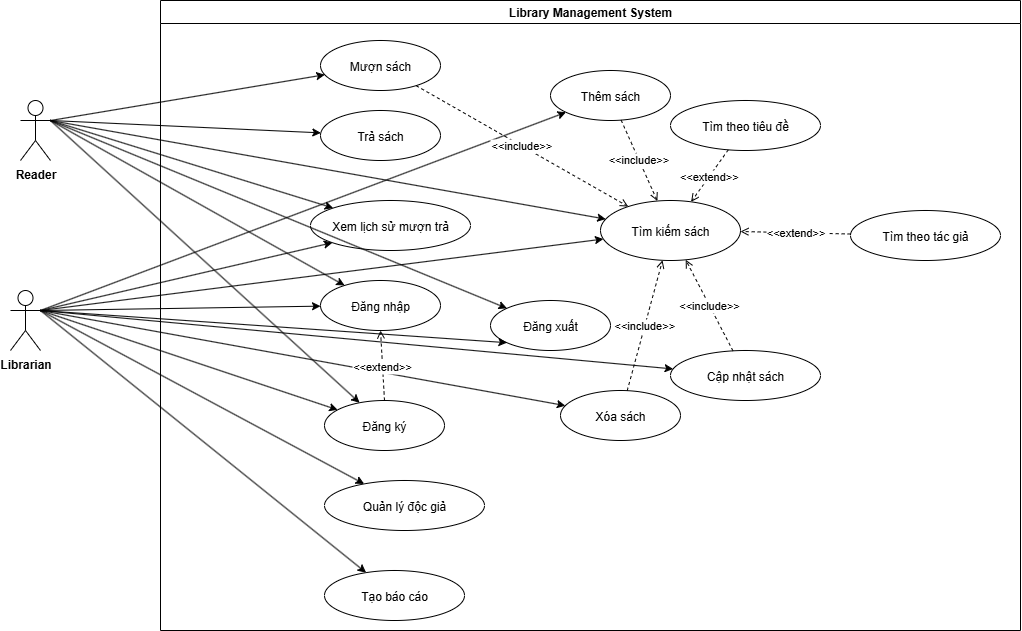 Library Management System
Mượn sách
Thêm sách
Tìm theo tiêu đề
Trả sách
<<include>>
<<include>>
<<extend>>
Reader
Xem lịch sử mượn trả
Tìm kiếm sách
<<extend>>
Tìm theo tác giả
Đăng nhập
<<include>>
Đăng xuất
<<include>>
Librarian
<<extend>>
Cập nhật sách
Đăng ký
Xóa sách
Quản lý độc giả
Tạo báo cáo